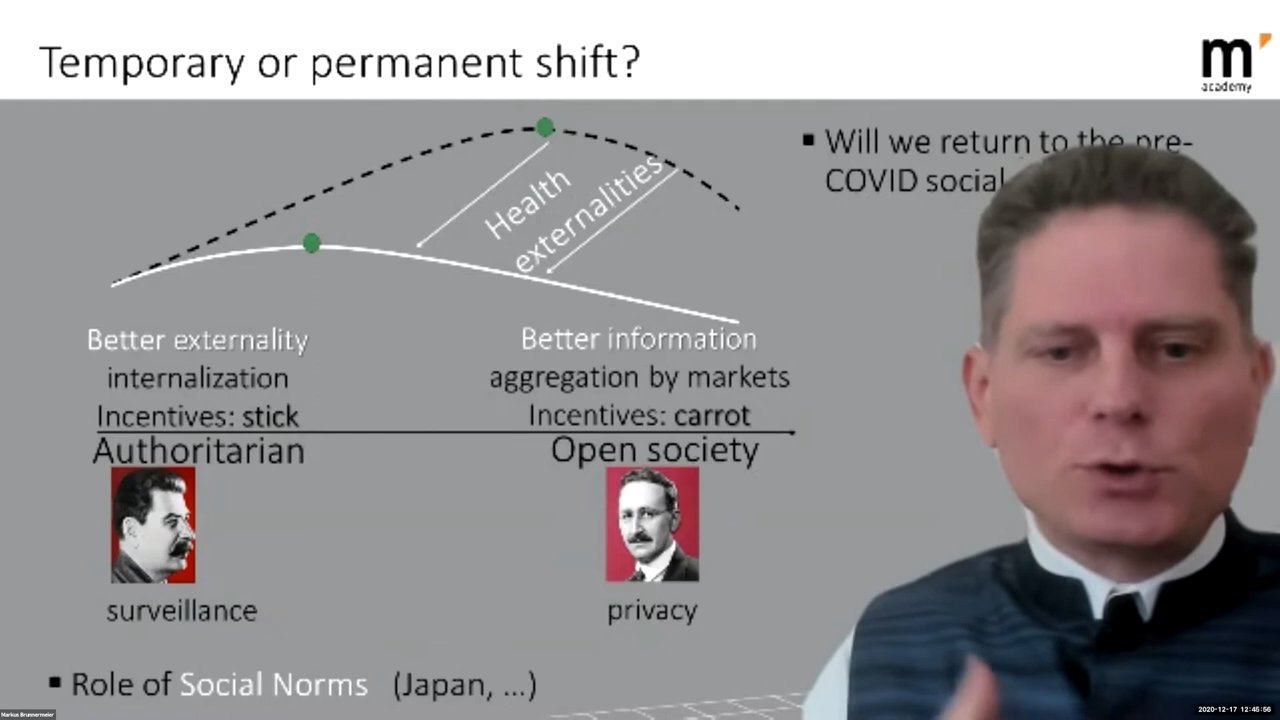 Temporary or permanent shift?
m'
academy
▪ Will we return to the pre-
COVID social
Health
externalities
Better externality
internalization
Incentives: stick
Better information
aggregation by markets
Incentives: carrot
Authoritarian
Open society
surveillance
privacy
▪ Role of Social Norms (Japan, ...)
Markus Brunnermeier
2020-12-17 12:45:56